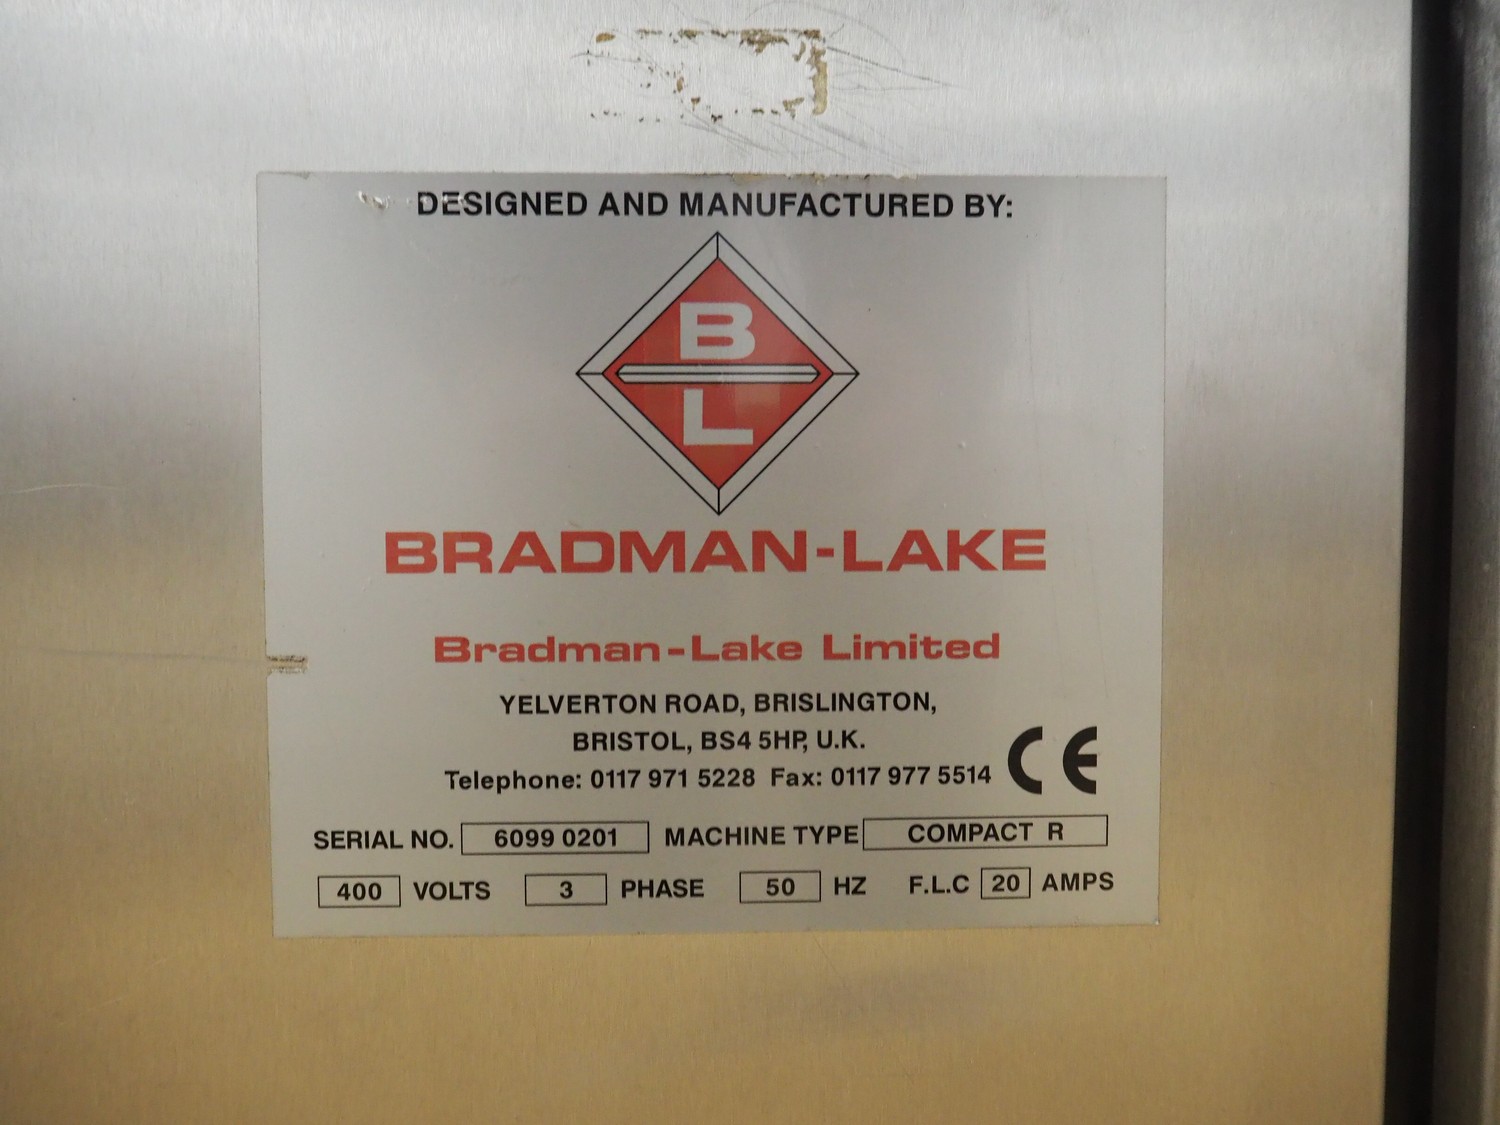 DESIGNED AND MANUFACTURED BY:
B
L
BRADMAN-LAKE
Bradman-Lake Limited
YELVERTON ROAD, BRISLINGTON,
BRISTOL, BS4 5HP, U.K.
Telephone: 0117 971 5228 Fax: 0117 977 5514 CE
SERIAL NO. 6099 0201 MACHINE TYPE COMPACT R
400 VOLTS 3 PHASE 50 HZ F.L.C 20 AMPS